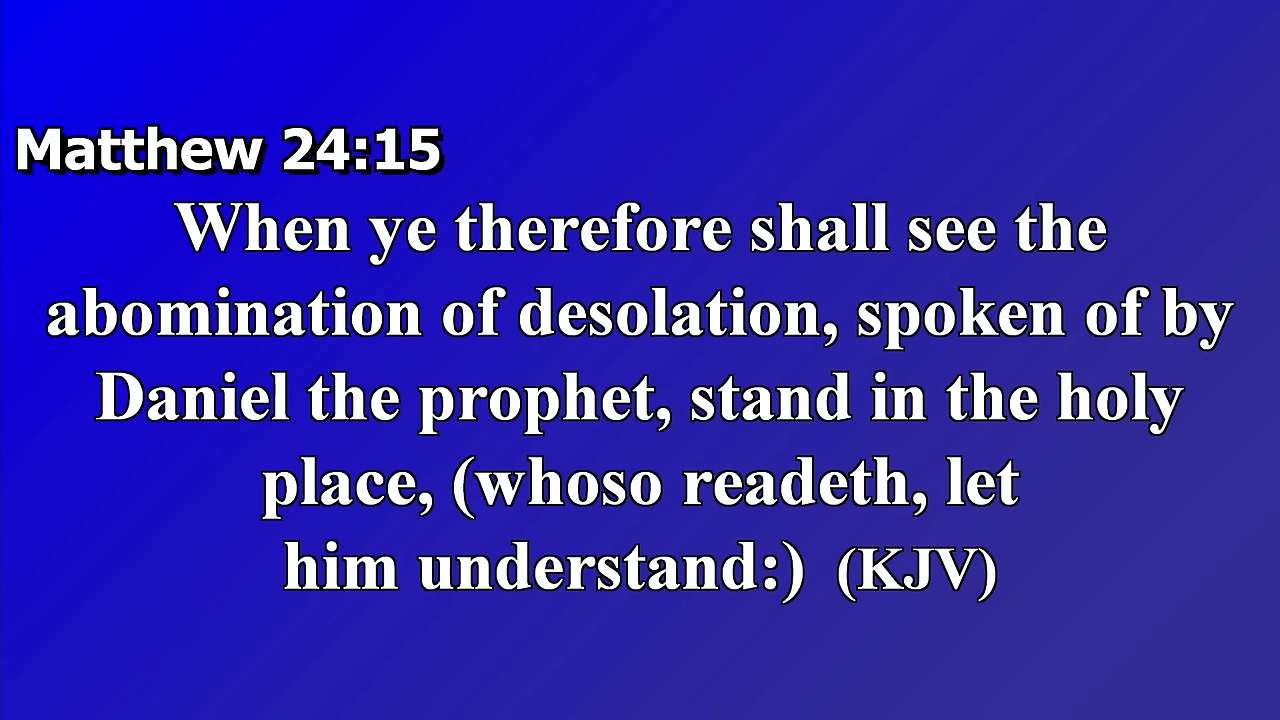 Matthew 24:15
When ye therefore shall see the
abomination of desolation, spoken of by
Daniel the prophet, stand in the holy
place, (whoso readeth, let
him understand:) (KJV)